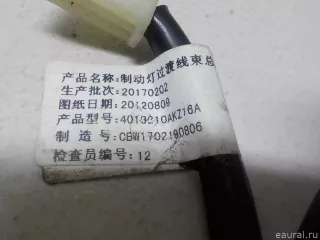 产品名称:制动灯过渡线束总
生产批次:20170202
图纸日期:20120809
产品型号:4013010AKZ16A
制造号:CBW1702190806
检查员编号:12
eaural.ru